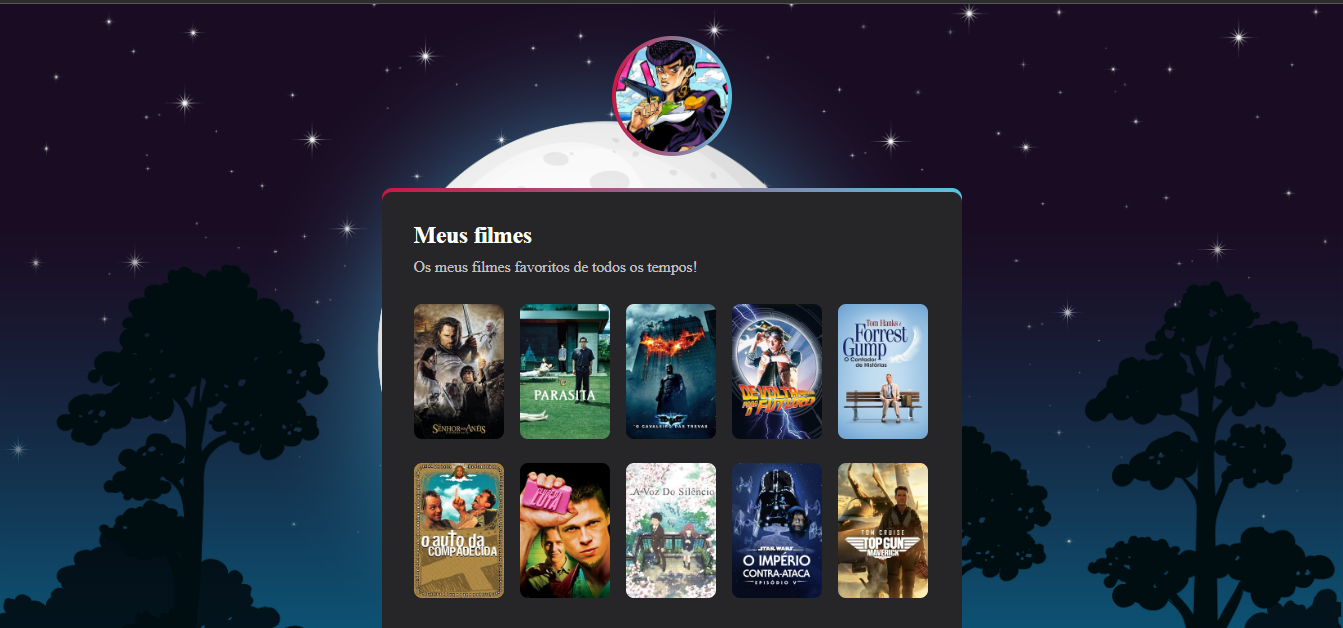 Meus filmes
Os meus filmes favoritos de todos os tempos!
SENHOR DOS ANÉIS
PARASITA
O CAVALEIRO DAS TREVAS
DE VOLTA
PARA
O FUTURO
Tom Hanks é
Forrest
Gump
O Contador
de Histórias
O AUTO DA
COMPADECIDA
CLUBE DA
LUTA
A Voz Do Silêncio
STAR WARS
O IMPÉRIO
CONTRA-ATACA
EPISÓDIO V
TOM CRUISE
TOP GUN
MAVERICK